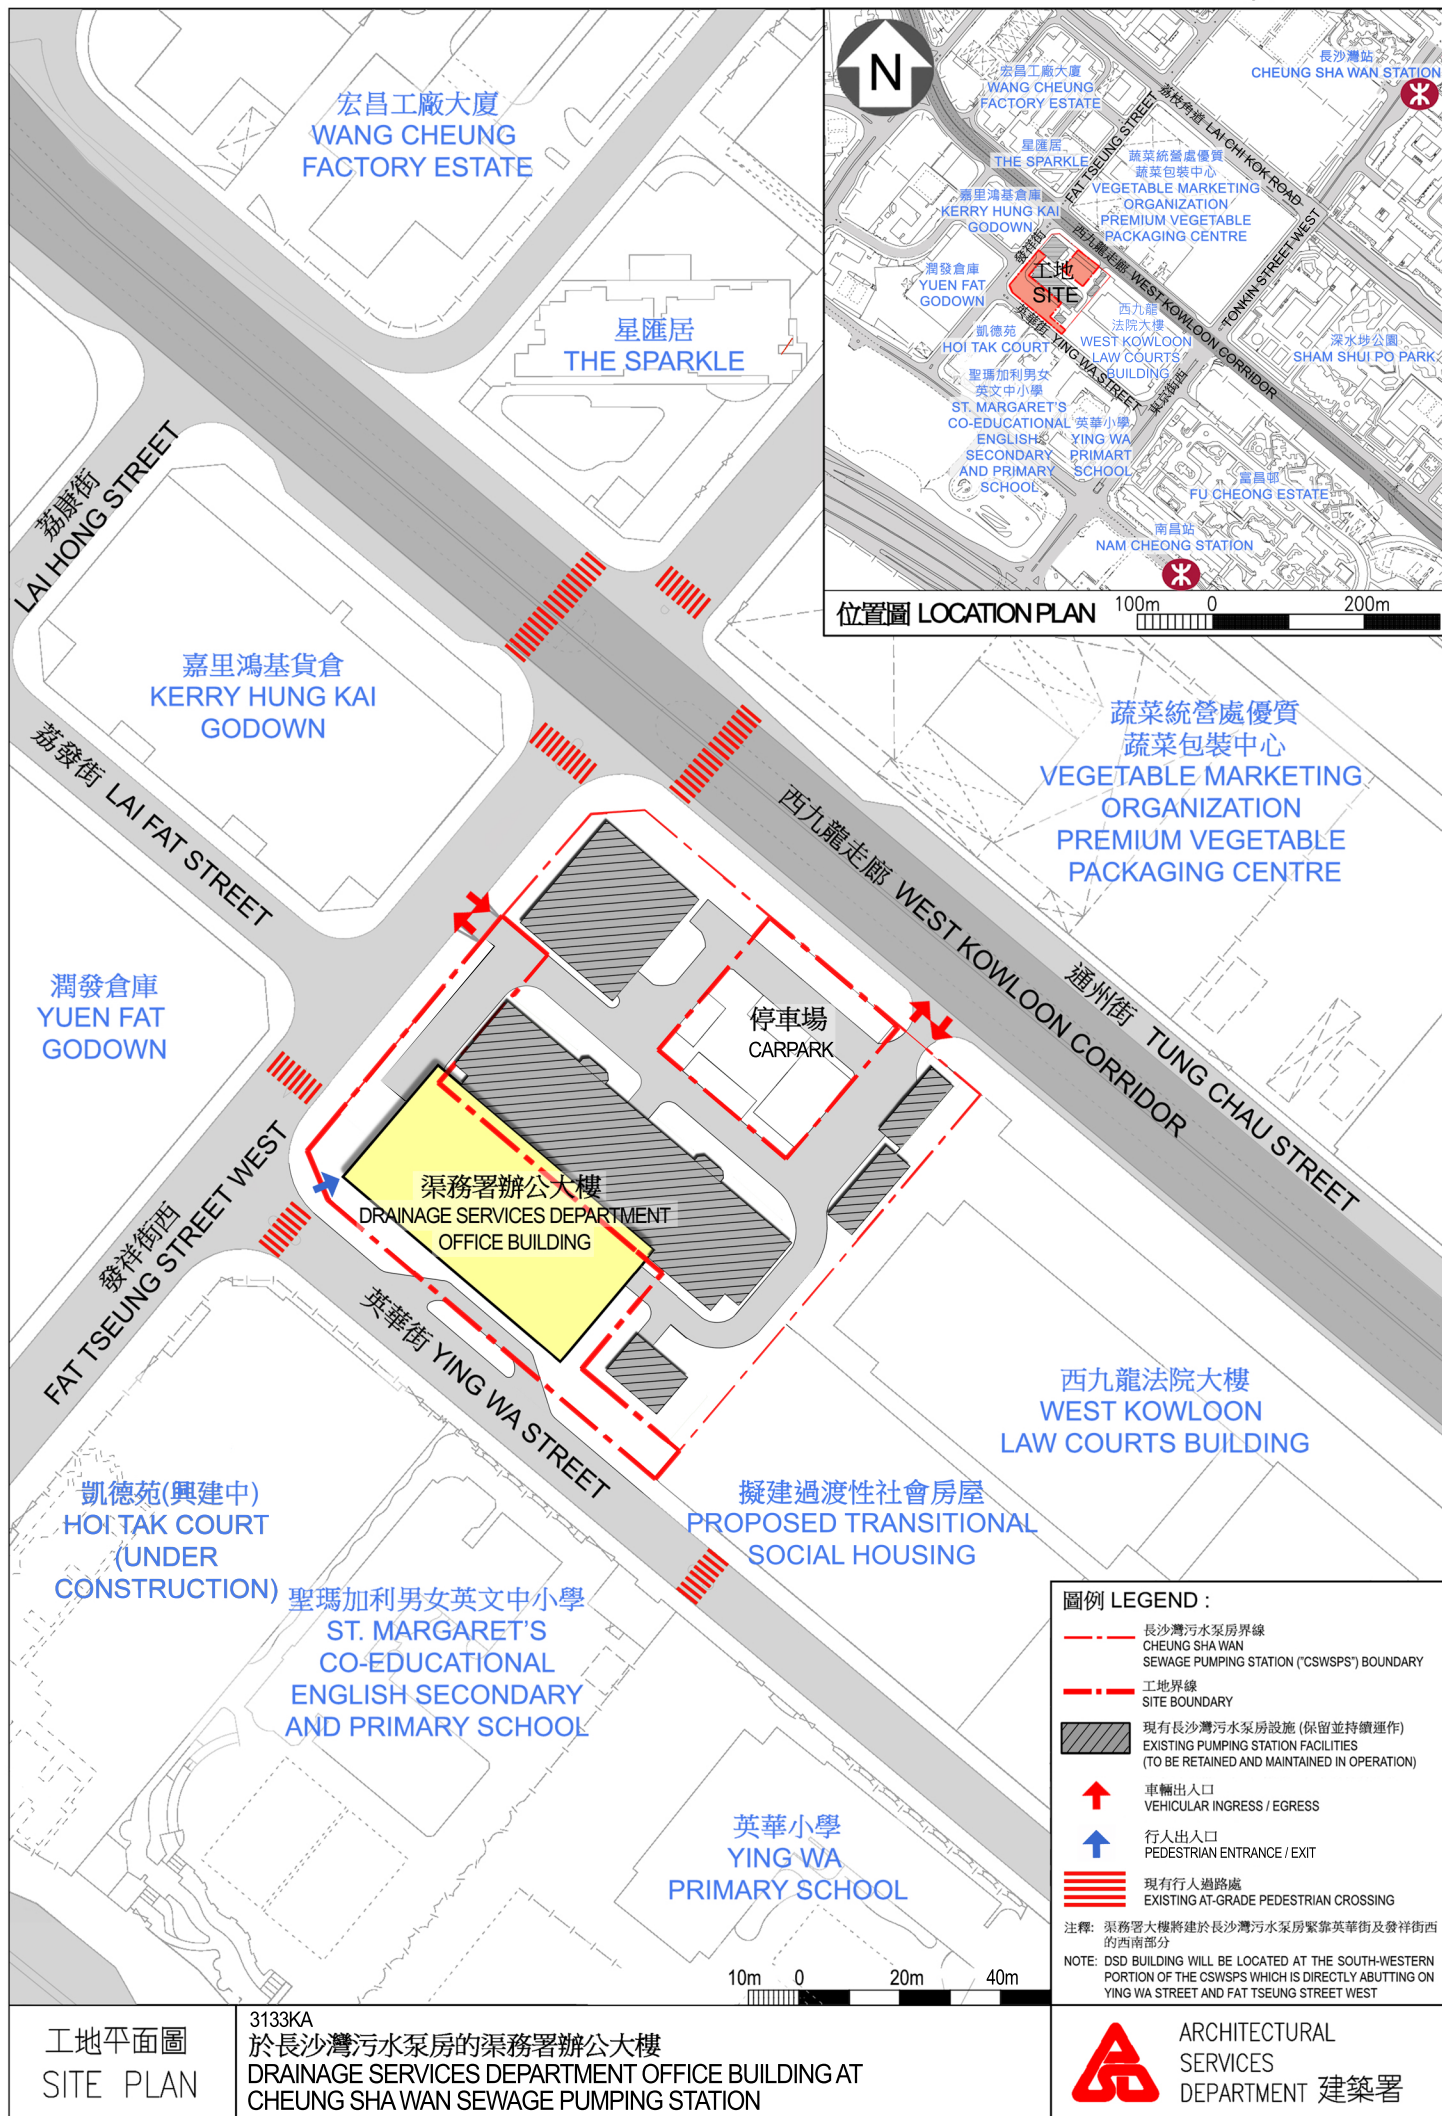 宏昌工廠大廈
WANG CHEUNG
FACTORY ESTATE
星匯居
THE SPARKLE
荔康街
LAI HONG STREET
嘉里鴻基貨倉
KERRY HUNG KAI
GODOWN
荔發街 LAI FAT STREET
潤發倉庫
YUEN FAT
GODOWN
蔬菜統營處優質
蔬菜包裝中心
VEGETABLE MARKETING
ORGANIZATION
PREMIUM VEGETABLE
PACKAGING CENTRE
西九龍走廊 WEST KOWLOON CORRIDOR
通州街 TUNG CHAU STREET
停車場
CARPARK
渠務署辦公大樓
DRAINAGE SERVICES DEPARTMENT
OFFICE BUILDING
發祥街西
FAT TSEUNG STREET WEST
英華街 YING WA STREET
西九龍法院大樓
WEST KOWLOON
LAW COURTS BUILDING
凱德苑(興建中)
HOI TAK COURT
(UNDER
CONSTRUCTION)
擬建過渡性社會房屋
PROPOSED TRANSITIONAL
SOCIAL HOUSING
聖瑪加利男女英文中小學
ST. MARGARET'S
CO-EDUCATIONAL
ENGLISH SECONDARY
AND PRIMARY SCHOOL
英華小學
YING WA
PRIMARY SCHOOL
10m 0 20m 40m
N
長沙灣站
CHEUNG SHA WAN STATION
宏昌工廠大廈
WANG CHEUNG
FACTORY ESTATE
荔枝角道 LAI CHI KOK ROAD
FAT TSEUNG STREET
星匯居
THE SPARKLE
蔬菜統營處優質
蔬菜包裝中心
VEGETABLE MARKETING
ORGANIZATION
PREMIUM VEGETABLE
PACKAGING CENTRE
嘉里鴻基倉庫
KERRY HUNG KAI
GODOWN
發祥街
西九龍走廊 WEST KOWLOON CORRIDOR
TONKIN STREET WEST
東京街西
潤發倉庫
YUEN FAT
GODOWN
工地
SITE
英華街 YING WA STREET
凱德苑
HOI TAK COURT
西九龍
法院大樓
WEST KOWLOON
LAW COURTS
BUILDING
深水埗公園
SHAM SHUI PO PARK
聖瑪加利男女
英文中小學
ST. MARGARET'S
CO-EDUCATIONAL
ENGLISH
SECONDARY
AND PRIMARY
SCHOOL
英華小學
YING WA
PRIMART
SCHOOL
富昌邨
FU CHEONG ESTATE
南昌站
NAM CHEONG STATION
位置圖 LOCATION PLAN
100m 0 200m
圖例 LEGEND :
長沙灣污水泵房界線
CHEUNG SHA WAN
SEWAGE PUMPING STATION ("CSWSPS") BOUNDARY
工地界線
SITE BOUNDARY
現有長沙灣污水泵房設施 (保留並持續運作)
EXISTING PUMPING STATION FACILITIES
(TO BE RETAINED AND MAINTAINED IN OPERATION)
車輛出入口
VEHICULAR INGRESS / EGRESS
行人出入口
PEDESTRIAN ENTRANCE / EXIT
現有行人過路處
EXISTING AT-GRADE PEDESTRIAN CROSSING
注釋: 渠務署大樓將建於長沙灣污水泵房緊靠英華街及發祥街西
的西南部分
NOTE: DSD BUILDING WILL BE LOCATED AT THE SOUTH-WESTERN
PORTION OF THE CSWSPS WHICH IS DIRECTLY ABUTTING ON
YING WA STREET AND FAT TSEUNG STREET WEST
工地平面圖
SITE PLAN
3133KA
於長沙灣污水泵房的渠務署辦公大樓
DRAINAGE SERVICES DEPARTMENT OFFICE BUILDING AT
CHEUNG SHA WAN SEWAGE PUMPING STATION
ARCHITECTURAL
SERVICES
DEPARTMENT 建築署